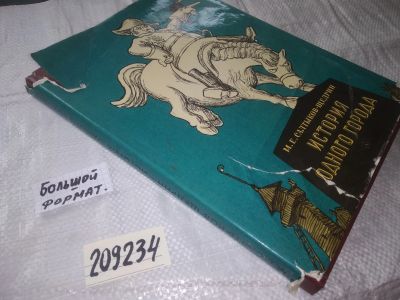 М. Е. САЛТЫКОВ-ЩЕДРИН
ИСТОРИЯ
ОДНОГО ГОРОДА
БОЛЬШОЙ
ФОРМАТ.
209234